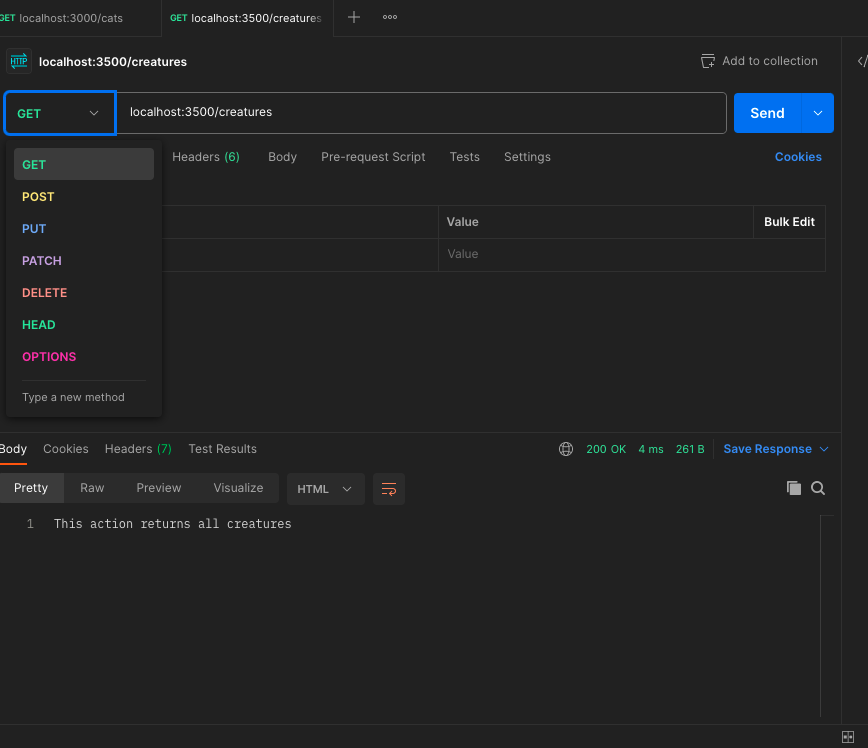 GET localhost:3000/cats
GET localhost:3500/creatures
HTTP localhost:3500/creatures
Add to collection
GET localhost:3500/creatures
Send
Headers (6) Body Pre-request Script Tests Settings Cookies
GET
POST
PUT
PATCH
DELETE
HEAD
OPTIONS
Type a new method
Value Bulk Edit
Value
Body Cookies Headers (7) Test Results
200 OK 4 ms 261 B Save Response
Pretty Raw Preview Visualize HTML
1 This action returns all creatures